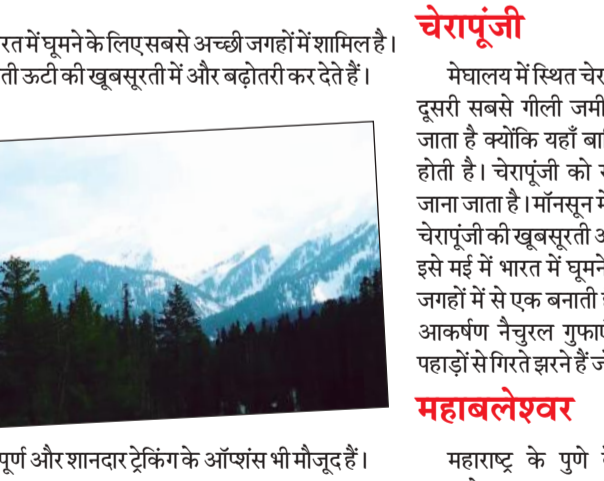 में घूमने के लिए सबसे अच्छी जगहों में शामिल है।
ऊटी की खूबसूरती में और बढ़ोतरी कर देते हैं।
और शानदार ट्रेकिंग के ऑप्शंस भी मौजूद हैं।
चेरापूंजी
मेघालय में स्थित
दूसरी सबसे गीली
जाता है क्योंकि यहाँ
होती है। चेरापूंजी को
जाना जाता है। मॉनसून
चेरापूंजी की खूबसूरती
इसे मई में भारत में घूमने
जगहों में से एक बनाती
आकर्षण नैचुरल
पहाड़ों से गिरते झरने हैं
महाबलेश्वर
महाराष्ट्र के पुणे